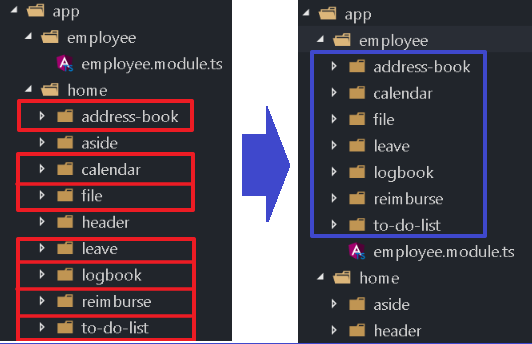 app
employee
employee.module.ts
home
address-book
aside
calendar
file
header
leave
logbook
reimburse
to-do-list
app
employee
address-book
calendar
file
leave
logbook
reimburse
to-do-list
employee.module.ts
home
aside
header